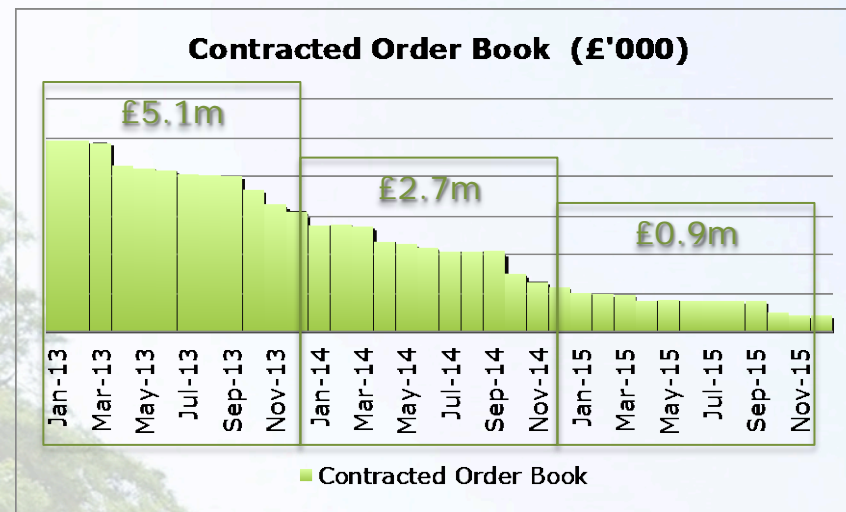 Contracted Order Book (£'000)
£5.1m
£2.7m
£0.9m
Jan-13
Mar-13
May-13
Jul-13
Sep-13
Nov-13
Jan-14
Mar-14
May-14
Jul-14
Sep-14
Nov-14
Jan-15
Mar-15
May-15
Jul-15
Sep-15
Nov-15
Contracted Order Book